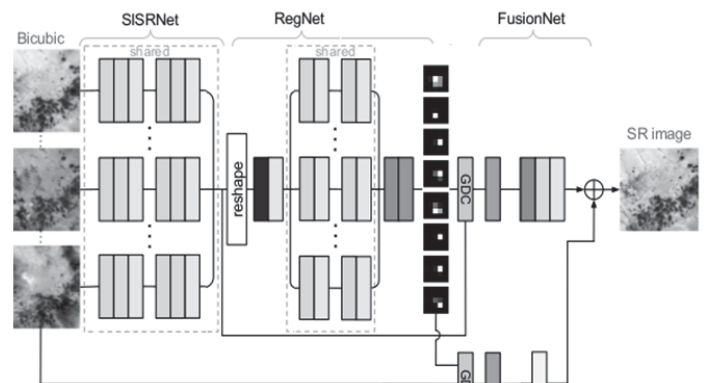 SISRNet
RegNet
FusionNet
Bicubic
shared
shared
SR image
reshape
GDC